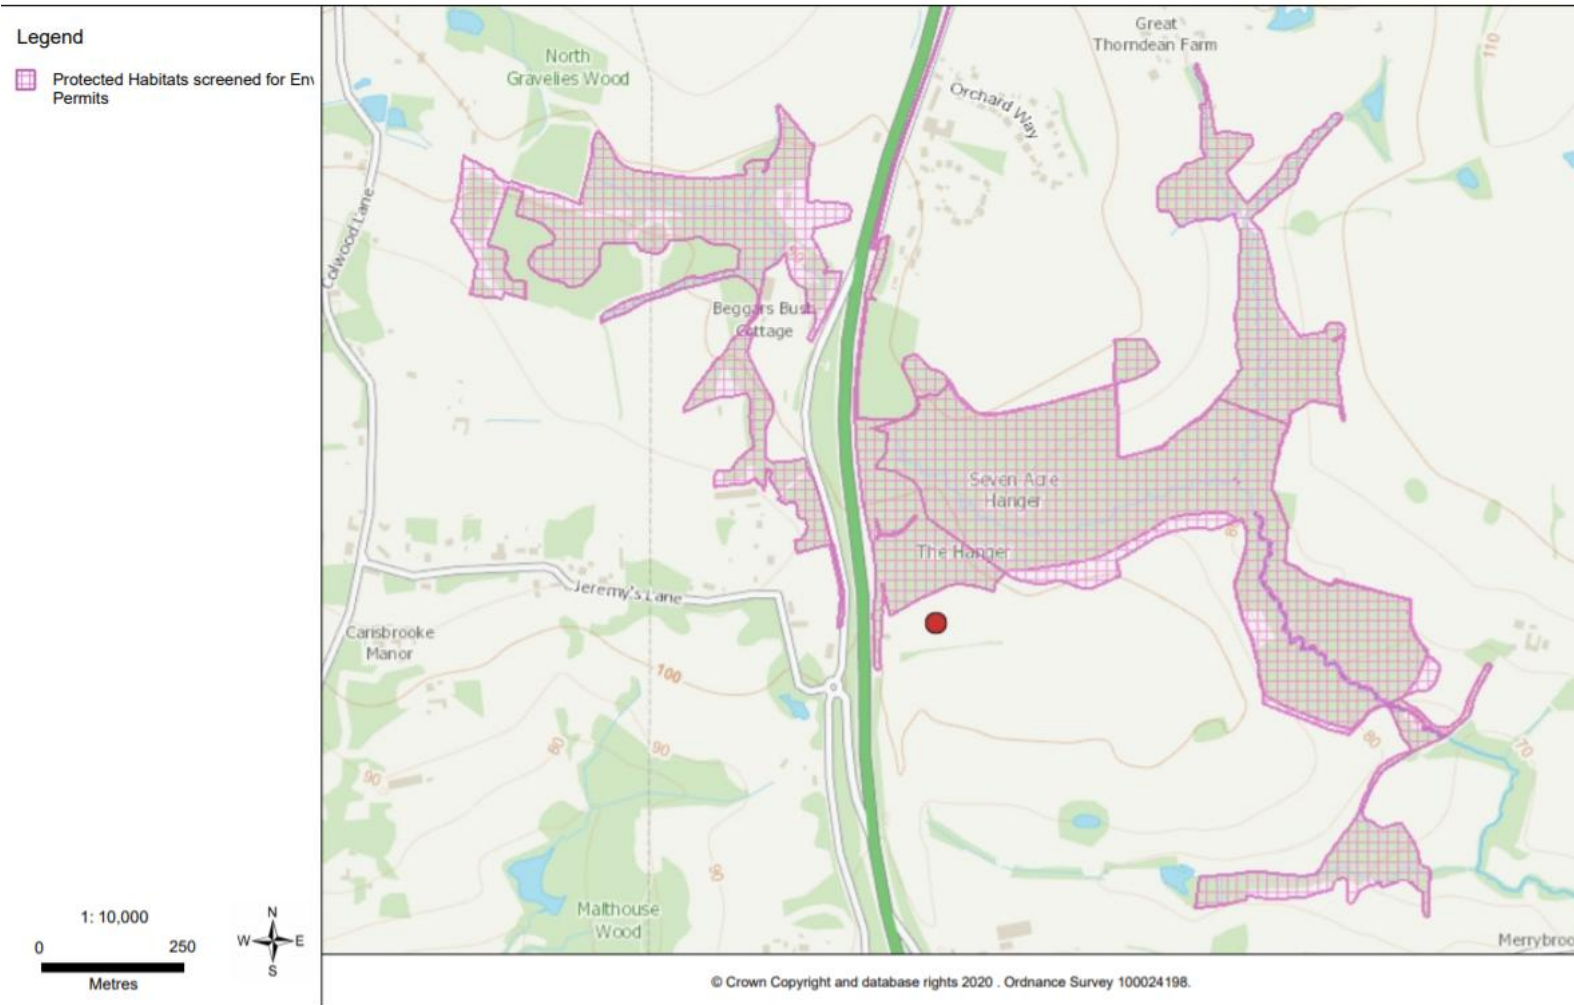 Legend
Protected Habitats screened for Env
Permits
North
Gravelies Wood
Great
Thorndean Farm
110
Orchard Way
Colwood Lane
Beggars Bush
Cottage
Seven Acre
Hanger
The Hanger
Jeremy's Lane
Carisbrooke
Manor
100
80
90
90
80
70
90
Malthouse
Wood
Merrybroo
1: 10,000
0 250
Metres
N
W E
S
© Crown Copyright and database rights 2020 . Ordnance Survey 100024198.